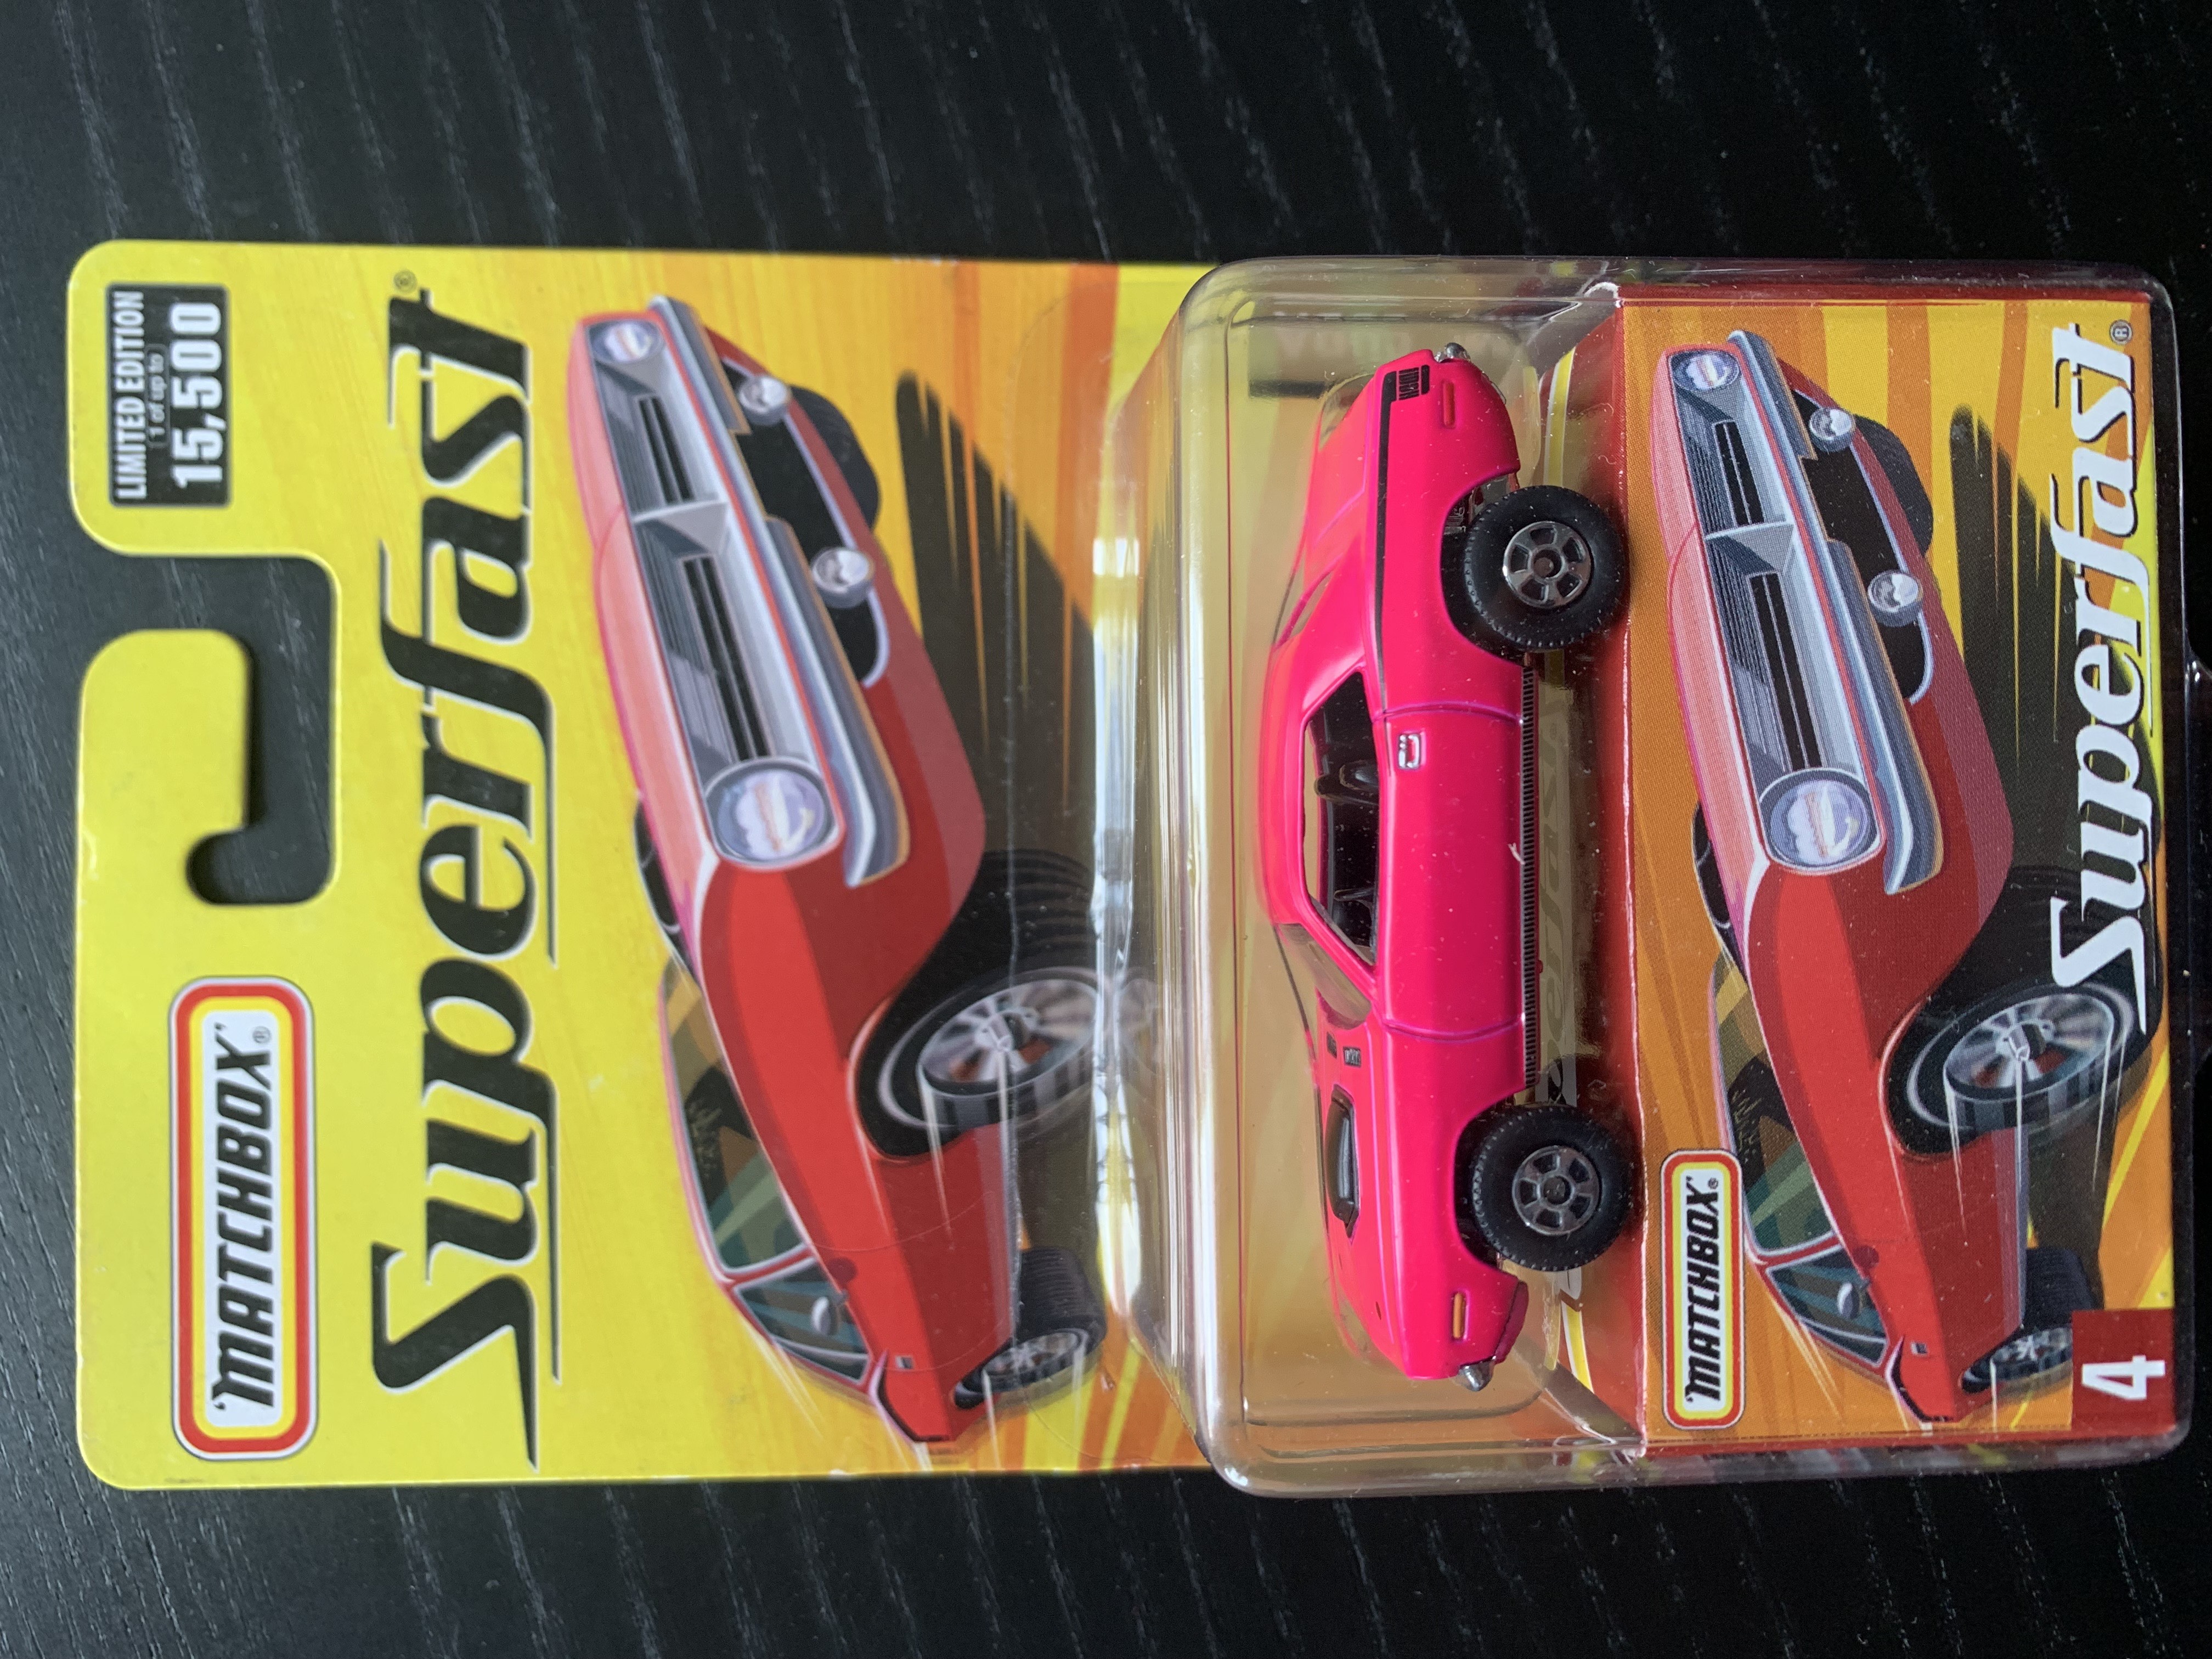 LIMITED EDITION
1 of up to
15,500
MATCHBOX®
Superfast®
MATCHBOX®
Superfast®
4